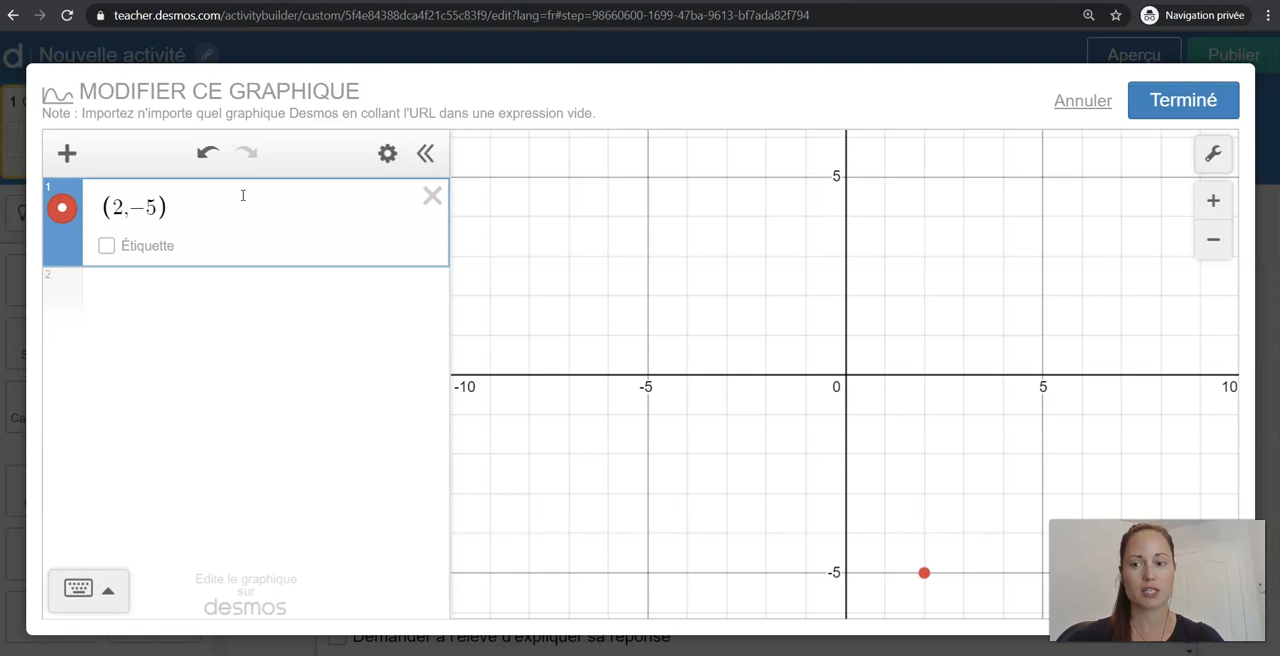 teacher.desmos.com/activitybuilder/custom/5f4e84388dca4f21c55c83f9/edit?lang=fr#step=98660600-1699-47ba-9613-bf7ada82f794
Navigation privée
d Nouvelle activité
Aperçu
Publier
1
MODIFIER CE GRAPHIQUE
Note : Importez n'importe quel graphique Desmos en collant l'URL dans une expression vide.
Annuler
Terminé
1
(2,−5)
Étiquette
2
5
-10
-5
0
5
10
-5
Ca
Edite le graphique
sur
desmos
Demander à l'élève d'expliquer sa réponse